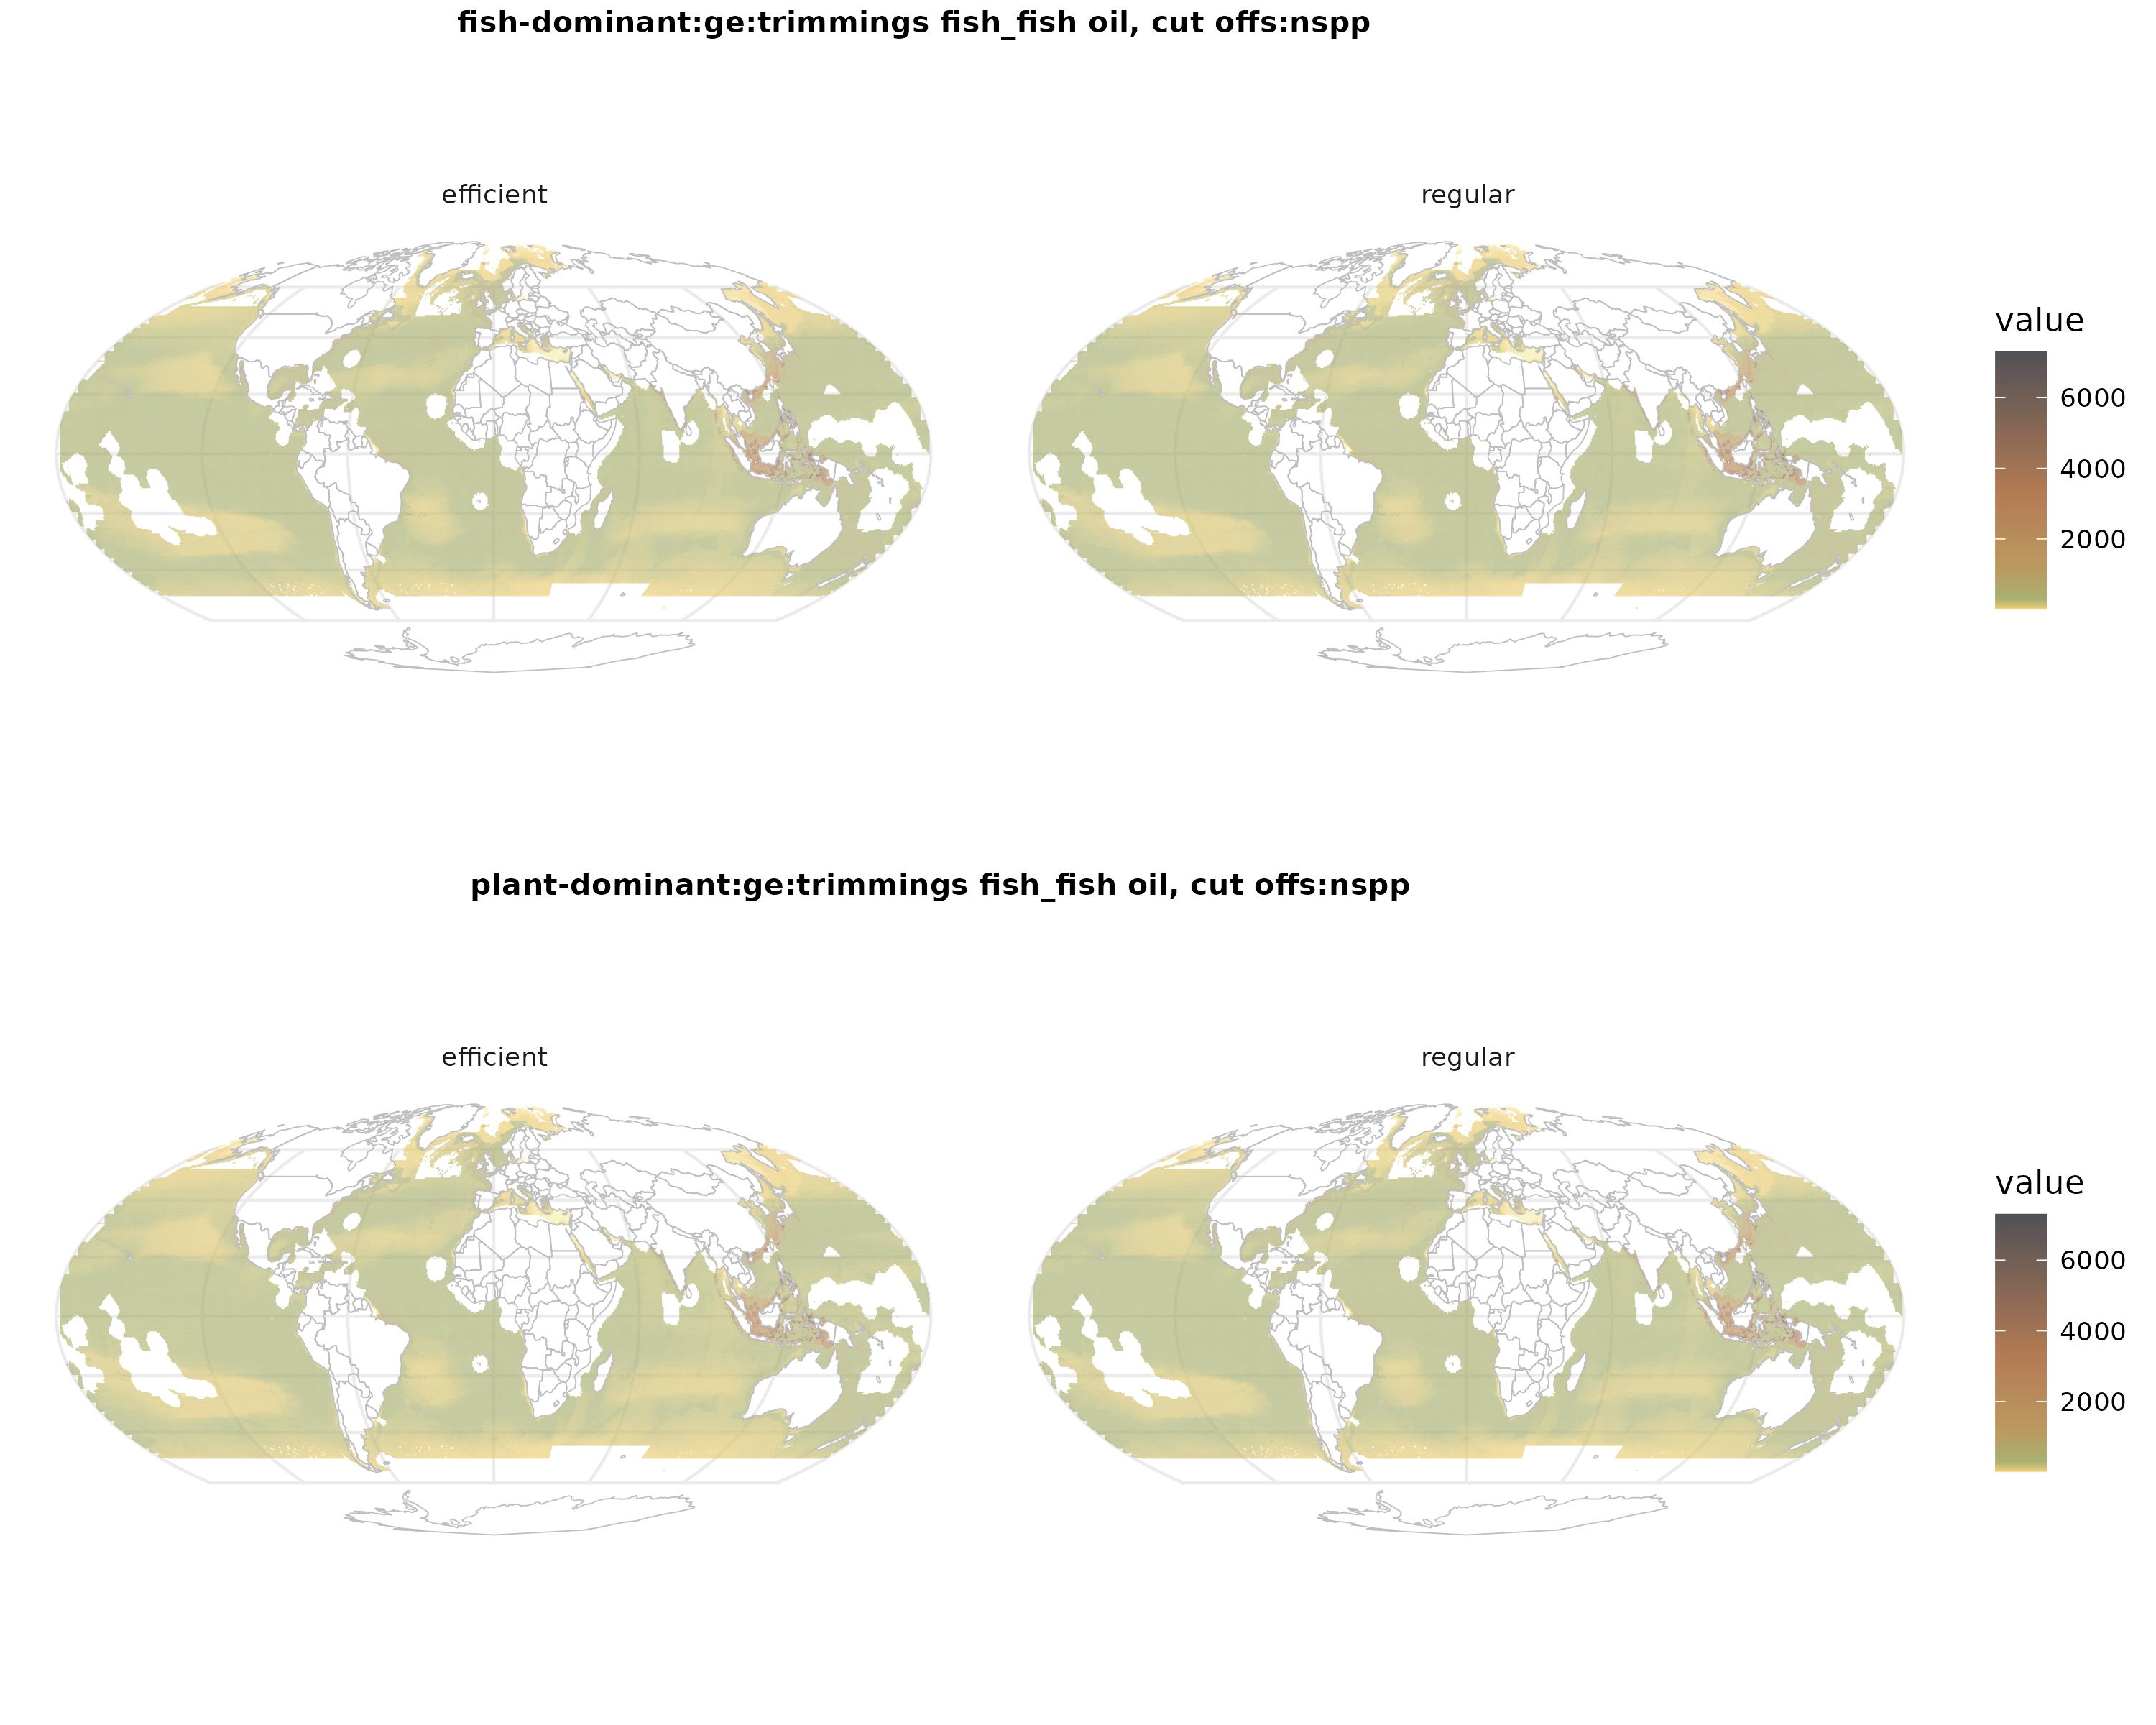 fish-dominant:ge:trimmings fish_fish oil, cut offs:nspp
efficient
regular
value
6000
4000
2000
plant-dominant:ge:trimmings fish_fish oil, cut offs:nspp
efficient
regular
value
6000
4000
2000